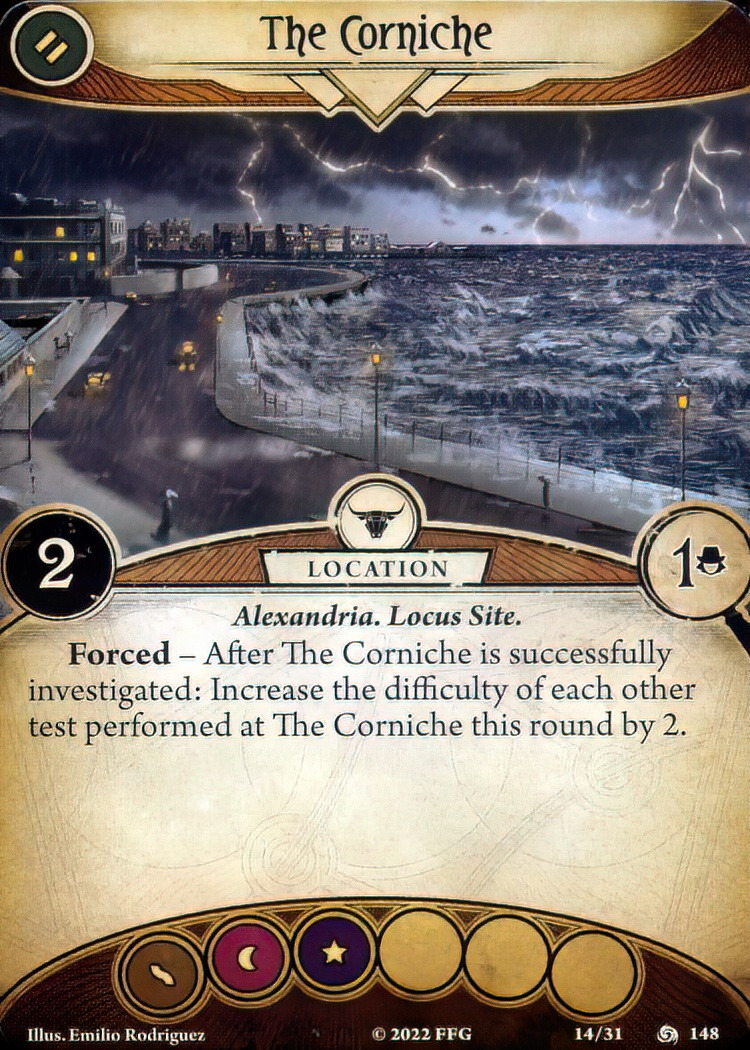 The Corniche
2
LOCATION
1
Alexandria. Locus Site.
Forced – After The Corniche is successfully
investigated: Increase the difficulty of each other
test performed at The Corniche this round by 2.
Illus. Emilio Rodriguez
© 2022 FFG
14/31
148